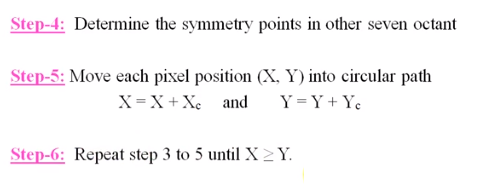 Step-4: Determine the symmetry points in other seven octant
Step-5: Move each pixel position (X, Y) into circular path
X = X + Xc and Y = Y + Yc
Step-6: Repeat step 3 to 5 until X ≥ Y.